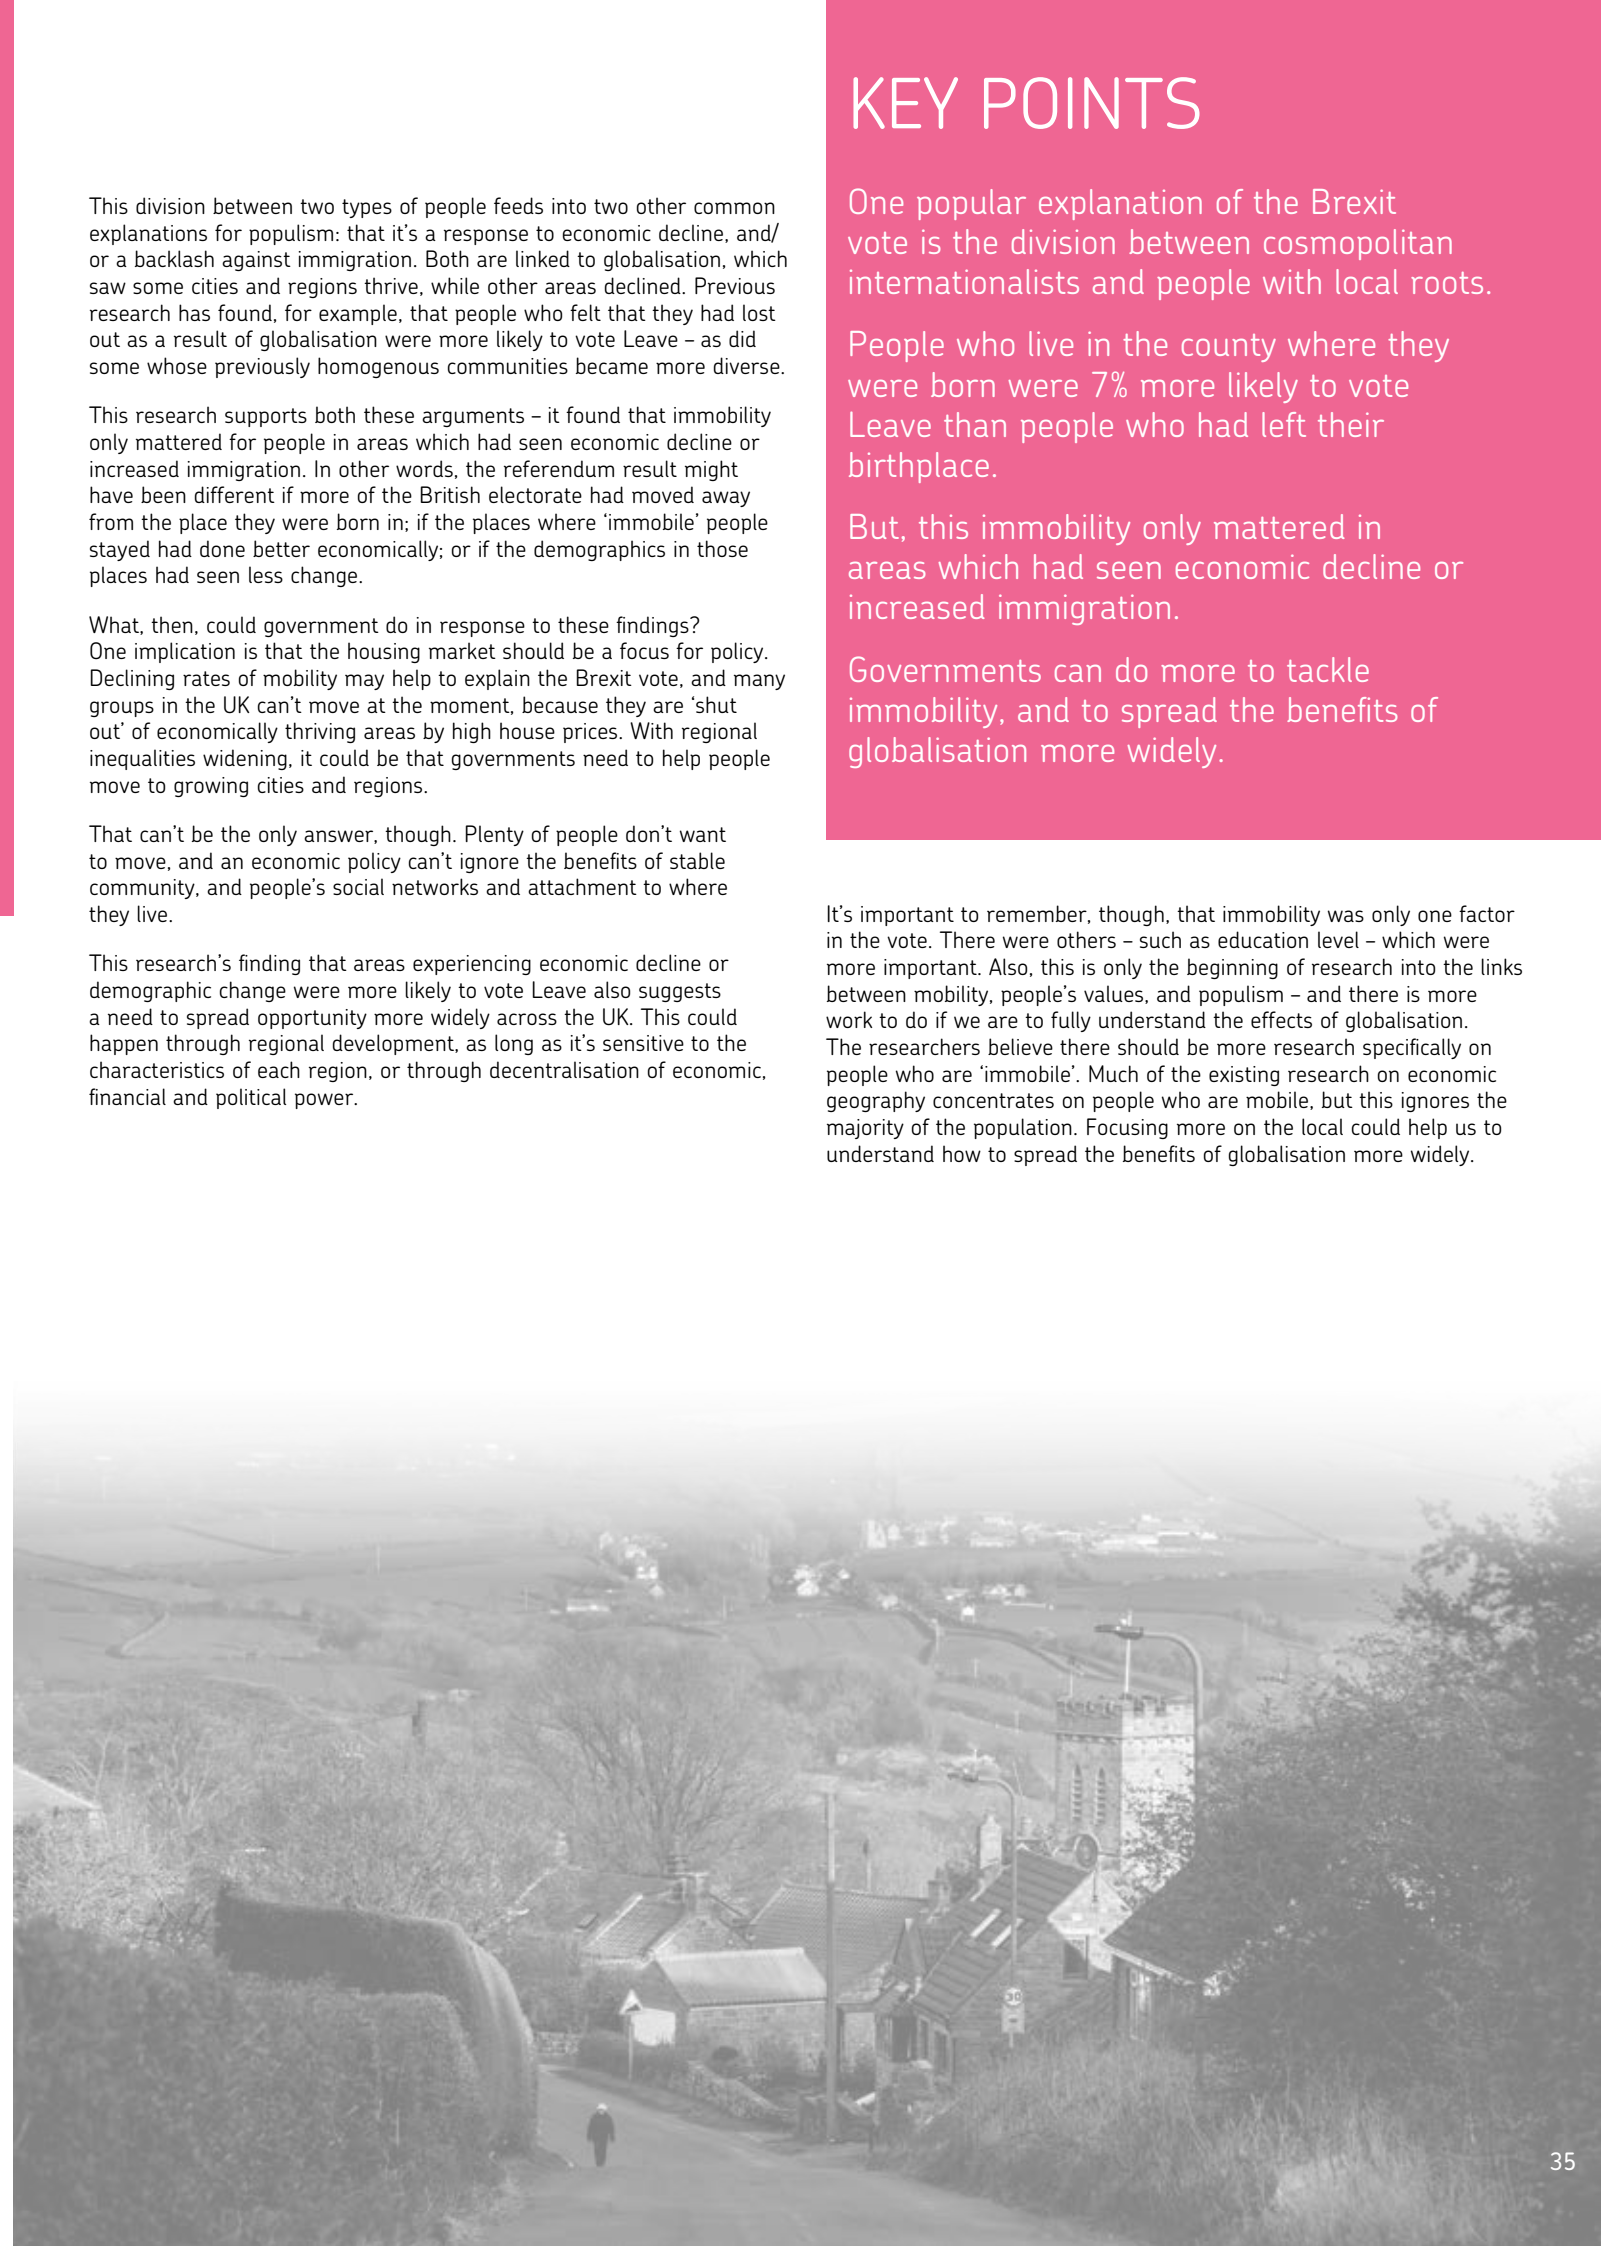 This division between two types of people feeds into two other common
explanations for populism: that it’s a response to economic decline, and/
or a backlash against immigration. Both are linked to globalisation, which
saw some cities and regions thrive, while other areas declined. Previous
research has found, for example, that people who felt that they had lost
out as a result of globalisation were more likely to vote Leave – as did
some whose previously homogenous communities became more diverse.
This research supports both these arguments – it found that immobility
only mattered for people in areas which had seen economic decline or
increased immigration. In other words, the referendum result might
have been different if more of the British electorate had moved away
from the place they were born in; if the places where ‘immobile’ people
stayed had done better economically; or if the demographics in those
places had seen less change.
What, then, could government do in response to these findings?
One implication is that the housing market should be a focus for policy.
Declining rates of mobility may help to explain the Brexit vote, and many
groups in the UK can’t move at the moment, because they are ‘shut
out’ of economically thriving areas by high house prices. With regional
inequalities widening, it could be that governments need to help people
move to growing cities and regions.
That can’t be the only answer, though. Plenty of people don’t want
to move, and an economic policy can’t ignore the benefits of stable
community, and people’s social networks and attachment to where
they live.
This research’s finding that areas experiencing economic decline or
demographic change were more likely to vote Leave also suggests
a need to spread opportunity more widely across the UK. This could
happen through regional development, as long as it’s sensitive to the
characteristics of each region, or through decentralisation of economic,
financial and political power.
KEY POINTS
One popular explanation of the Brexit
vote is the division between cosmopolitan
internationalists and people with local roots.
People who live in the county where they
were born were 7% more likely to vote
Leave than people who had left their
birthplace.
But, this immobility only mattered in
areas which had seen economic decline or
increased immigration.
Governments can do more to tackle
immobility, and to spread the benefits of
globalisation more widely.
It’s important to remember, though, that immobility was only one factor
in the vote. There were others – such as education level – which were
more important. Also, this is only the beginning of research into the links
between mobility, people’s values, and populism – and there is more
work to do if we are to fully understand the effects of globalisation.
The researchers believe there should be more research specifically on
people who are ‘immobile’. Much of the existing research on economic
geography concentrates on people who are mobile, but this ignores the
majority of the population. Focusing more on the local could help us to
understand how to spread the benefits of globalisation more widely.
30
35